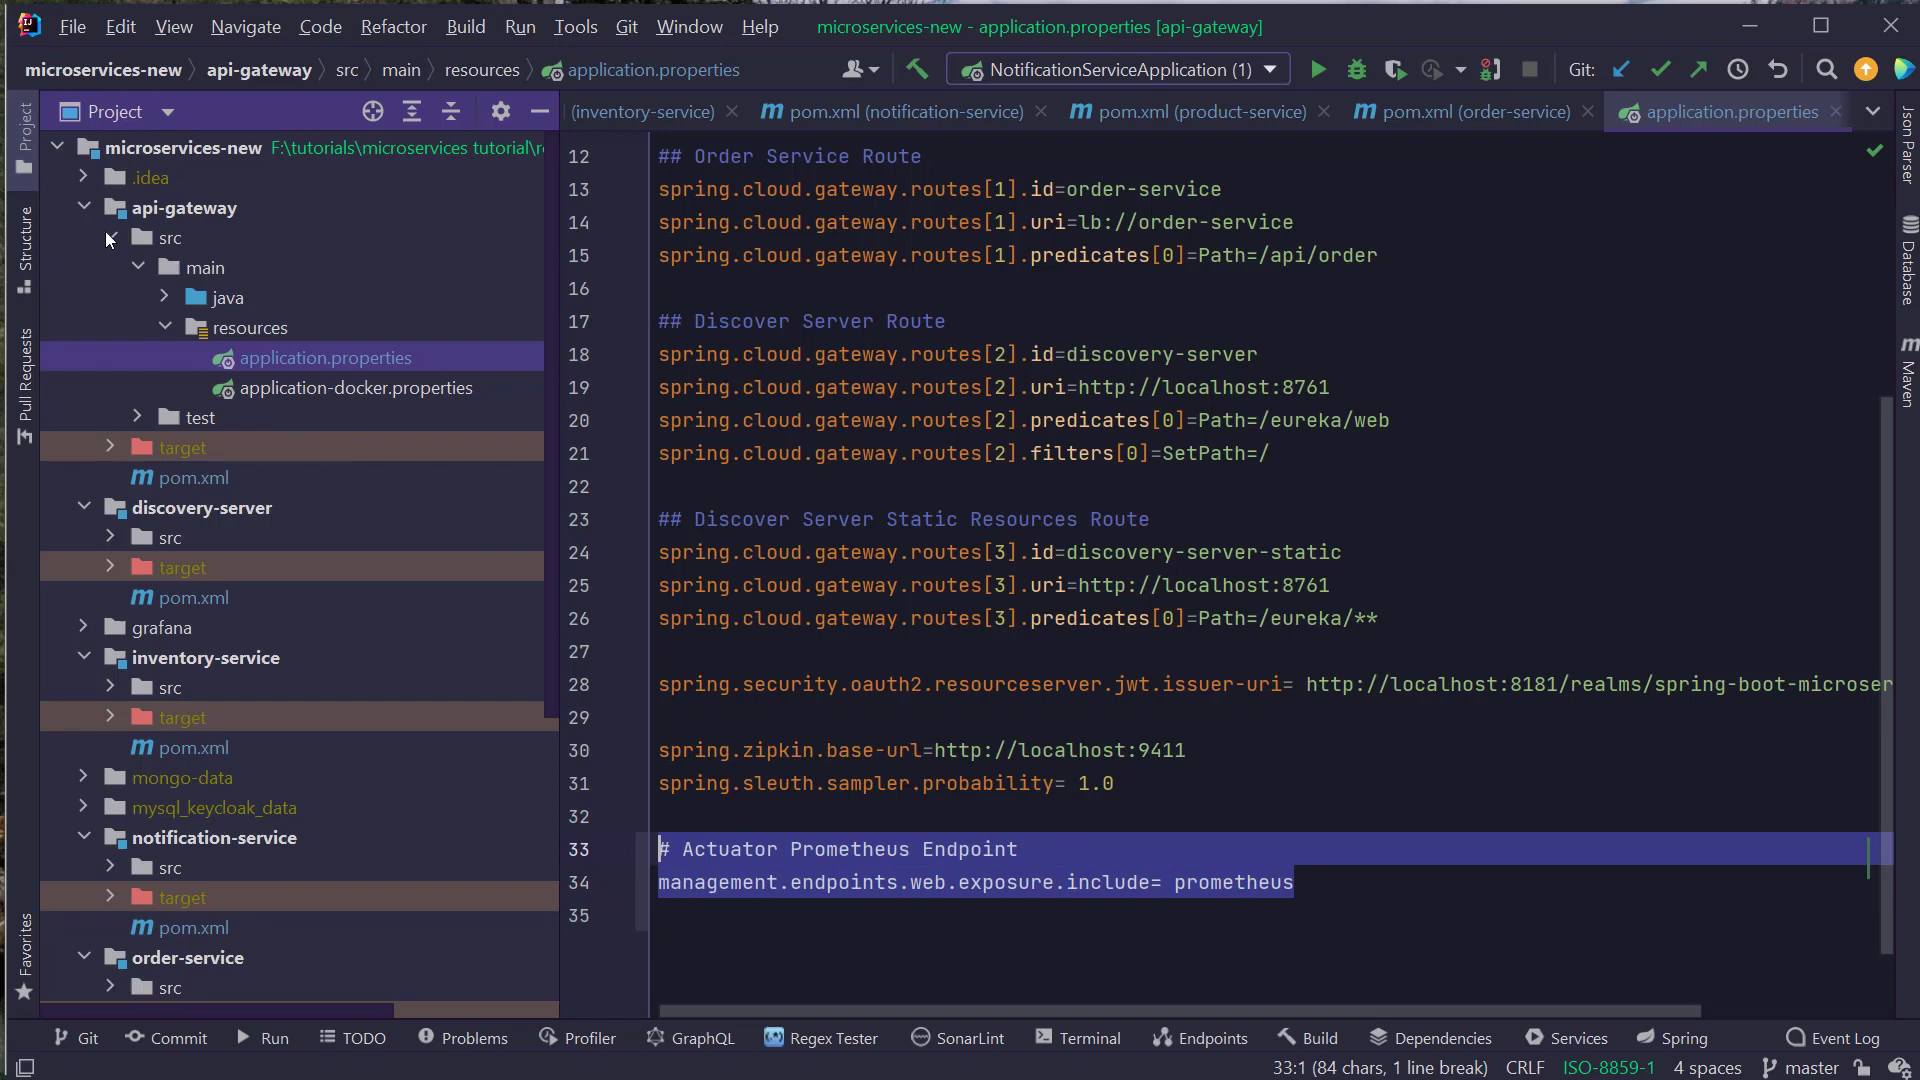 File Edit View Navigate Code Refactor Build Run Tools Git Window Help microservices-new - application.properties [api-gateway]
microservices-new api-gateway src main resources application.properties NotificationServiceApplication (1) Git:
Project (inventory-service) pom.xml (notification-service) pom.xml (product-service) pom.xml (order-service) application.properties
Project
Structure
Pull Requests
Favorites
microservices-new F:\tutorials\microservices tutorial\
.idea
api-gateway
src
main
java
resources
application.properties
application-docker.properties
test
target
pom.xml
discovery-server
src
target
pom.xml
grafana
inventory-service
src
target
pom.xml
mongo-data
mysql_keycloak_data
notification-service
src
target
pom.xml
order-service
src
12 ## Order Service Route
13 spring.cloud.gateway.routes[1].id=order-service
14 spring.cloud.gateway.routes[1].uri=lb://order-service
15 spring.cloud.gateway.routes[1].predicates[0]=Path=/api/order
16
17 ## Discover Server Route
18 spring.cloud.gateway.routes[2].id=discovery-server
19 spring.cloud.gateway.routes[2].uri=http://localhost:8761
20 spring.cloud.gateway.routes[2].predicates[0]=Path=/eureka/web
21 spring.cloud.gateway.routes[2].filters[0]=SetPath=/
22
23 ## Discover Server Static Resources Route
24 spring.cloud.gateway.routes[3].id=discovery-server-static
25 spring.cloud.gateway.routes[3].uri=http://localhost:8761
26 spring.cloud.gateway.routes[3].predicates[0]=Path=/eureka/**
27
28 spring.security.oauth2.resourceserver.jwt.issuer-uri= http://localhost:8181/realms/spring-boot-microser
29
30 spring.zipkin.base-url=http://localhost:9411
31 spring.sleuth.sampler.probability= 1.0
32
33 # Actuator Prometheus Endpoint
34 management.endpoints.web.exposure.include= prometheus
35
Json Parser
Database
Maven
Git Commit Run TODO Problems Profiler GraphQL Regex Tester SonarLint Terminal Endpoints Build Dependencies Services Spring Event Log
33:1 (84 chars, 1 line break) CRLF ISO-8859-1 4 spaces master